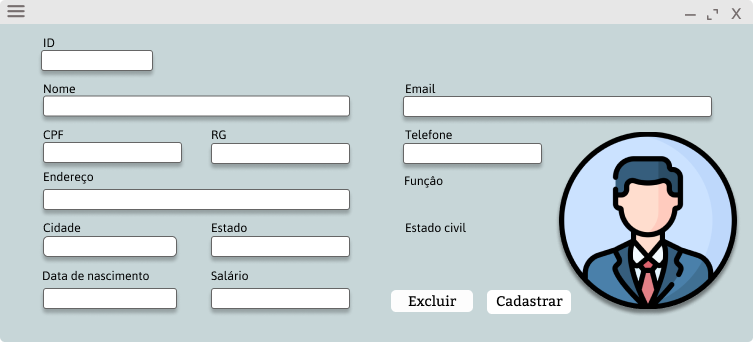 ID
Nome
Email
CPF
RG
Telefone
Endereço
Função
Cidade
Estado
Estado civil
Data de nascimento
Salário
Excluir
Cadastrar